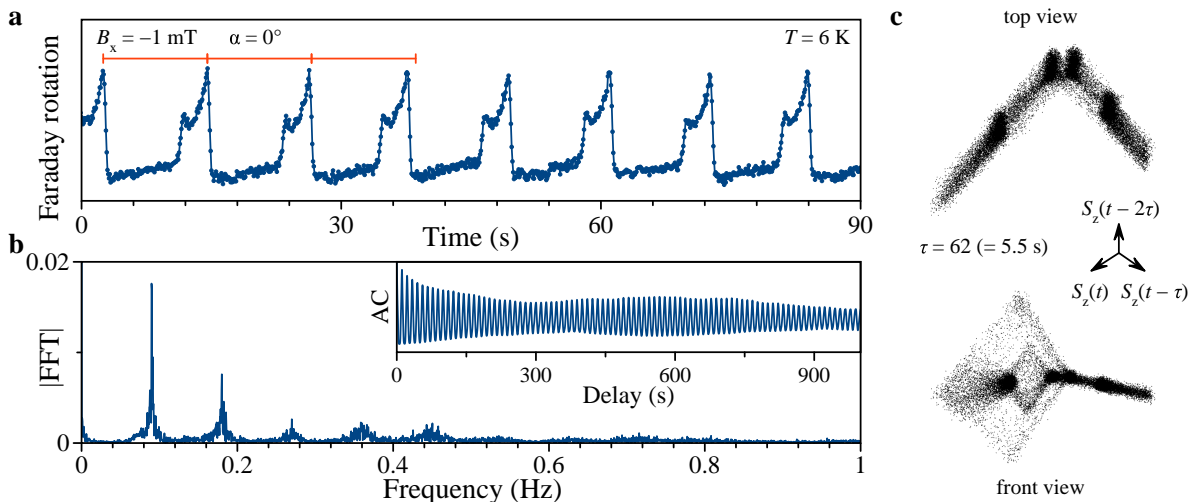 a
B_x = −1 mT α = 0° T = 6 K
Faraday rotation
0 30 60 90
Time (s)
b
0.02
|FFT|
0
0 0.2 0.4 0.6 0.8 1
Frequency (Hz)
AC
0 300 600 900
Delay (s)
c
top view
S_z(t − 2τ)
τ = 62 (= 5.5 s)
S_z(t) S_z(t − τ)
front view